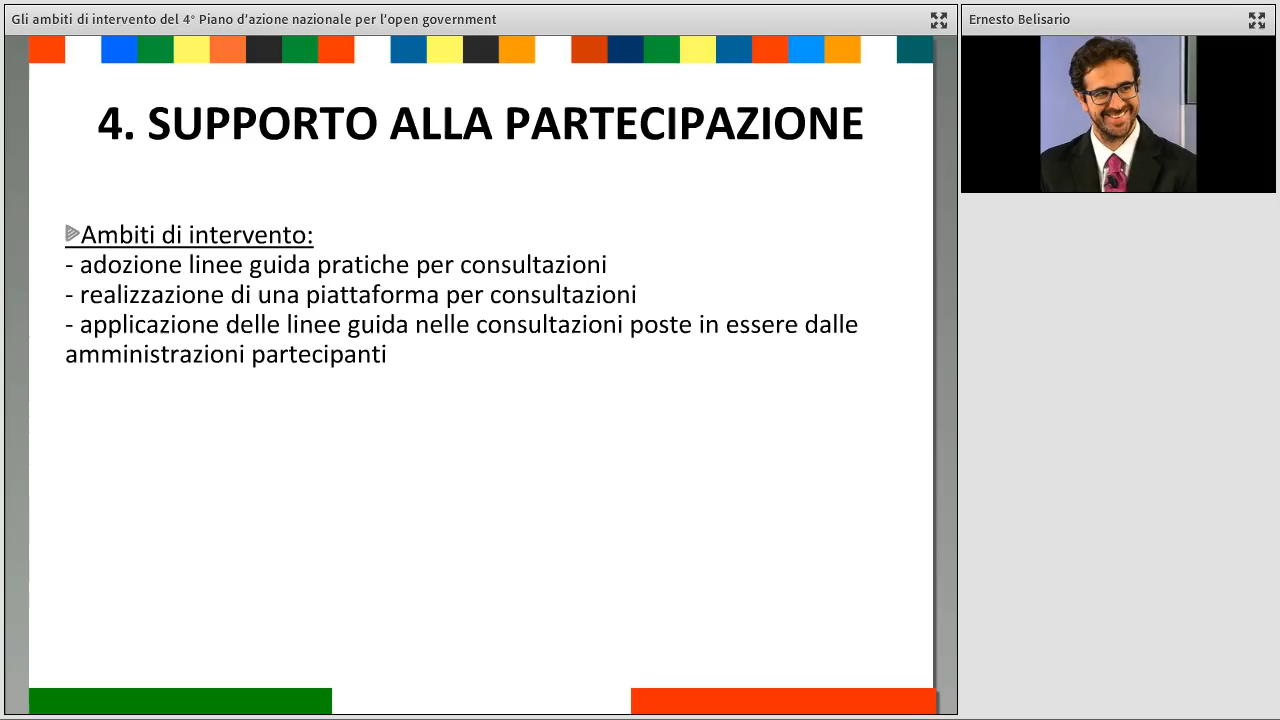 Gli ambiti di intervento del 4° Piano d'azione nazionale per l'open government
Ernesto Belisario
4. SUPPORTO ALLA PARTECIPAZIONE
Ambiti di intervento:
- adozione linee guida pratiche per consultazioni
- realizzazione di una piattaforma per consultazioni
- applicazione delle linee guida nelle consultazioni poste in essere dalle
amministrazioni partecipanti